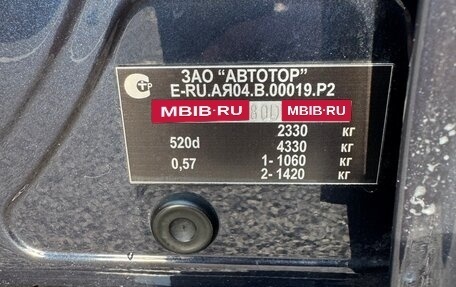 ЗАО “АВТОТОР”
E-RU.АЯ04.В.00019.Р2
MBIB·RU MBIB·RU
2330 кг
520d 4330 кг
0,57 1- 1060 кг
2- 1420 кг